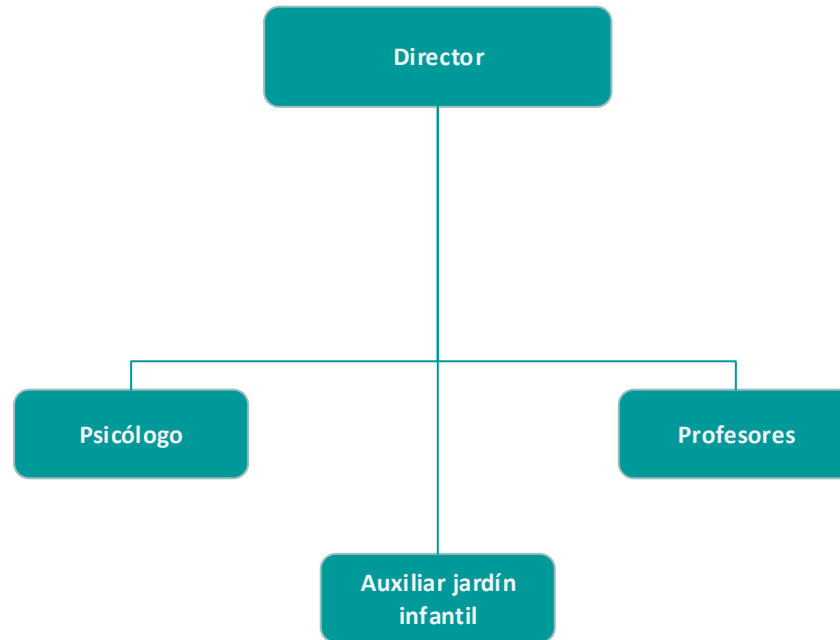 Director
Psicólogo
Profesores
Auxiliar jardín
infantil